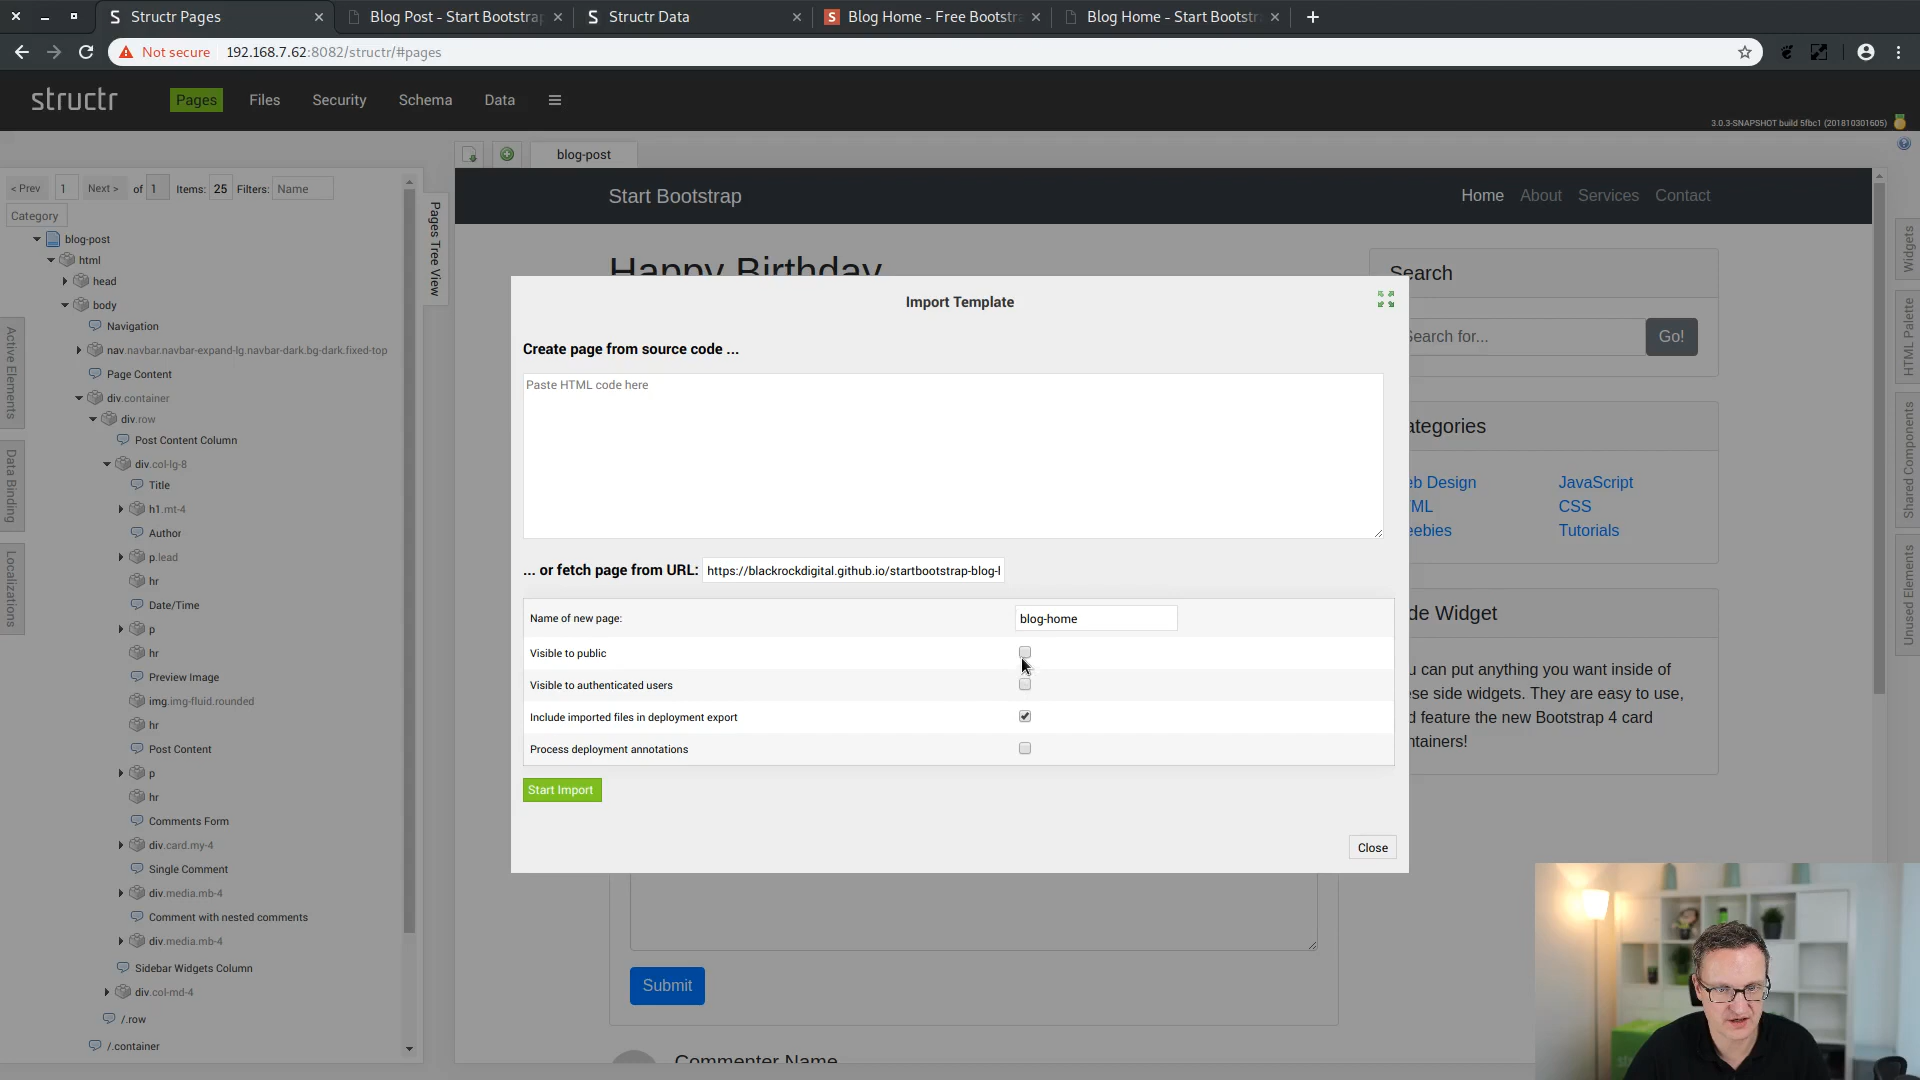 Structr Pages
Blog Post - Start Bootstrap
Structr Data
Blog Home - Free Bootstr
Blog Home - Start Bootstr
Not secure
192.168.7.62:8082/structr/#pages
structr
Pages
Files
Security
Schema
Data
3.0.3-SNAPSHOT build 5fbc1 (201810301605)
< Prev
1
Next >
of
1
Items:
25
Filters:
Name
Category
blog-post
html
head
body
Navigation
nav.navbar.navbar-expand-lg.navbar-dark.bg-dark.fixed-top
Page Content
div.container
div.row
Post Content Column
div.col-lg-8
Title
h1.mt-4
Author
p.lead
hr
Date/Time
p
hr
Preview Image
img.img-fluid.rounded
hr
Post Content
p
hr
Comments Form
div.card.my-4
Single Comment
div.media.mb-4
Comment with nested comments
div.media.mb-4
Sidebar Widgets Column
div.col-md-4
/.row
/.container
Active Elements
Data Binding
Localizations
Pages Tree View
blog-post
Start Bootstrap
Home
About
Services
Contact
Happy Birthday
Import Template
Create page from source code ...
Paste HTML code here
... or fetch page from URL:
https://blackrockdigital.github.io/startbootstrap-blog-l
Name of new page:
blog-home
Visible to public
Visible to authenticated users
Include imported files in deployment export
Process deployment annotations
Start Import
Close
Search
Search for...
Go!
ategories
eb Design
JavaScript
ML
CSS
eebies
Tutorials
de Widget
u can put anything you want inside of
ese side widgets. They are easy to use,
d feature the new Bootstrap 4 card
ntainers!
Submit
Commenter Name
Widgets
HTML Palette
Shared Components
Unused Elements